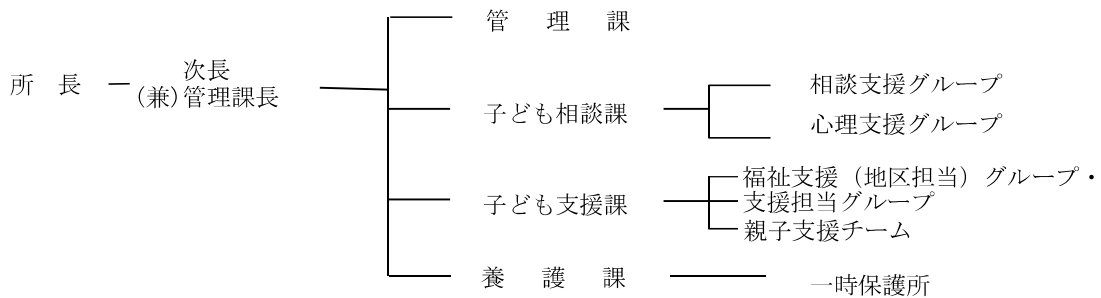 所　長
次長
（兼）管理課長
管　理　課
子ども相談課
相談支援グループ
心理支援グループ
子ども支援課
福祉支援（地区担当）グループ・
支援担当グループ
親子支援チーム
養　護　課
一時保護所